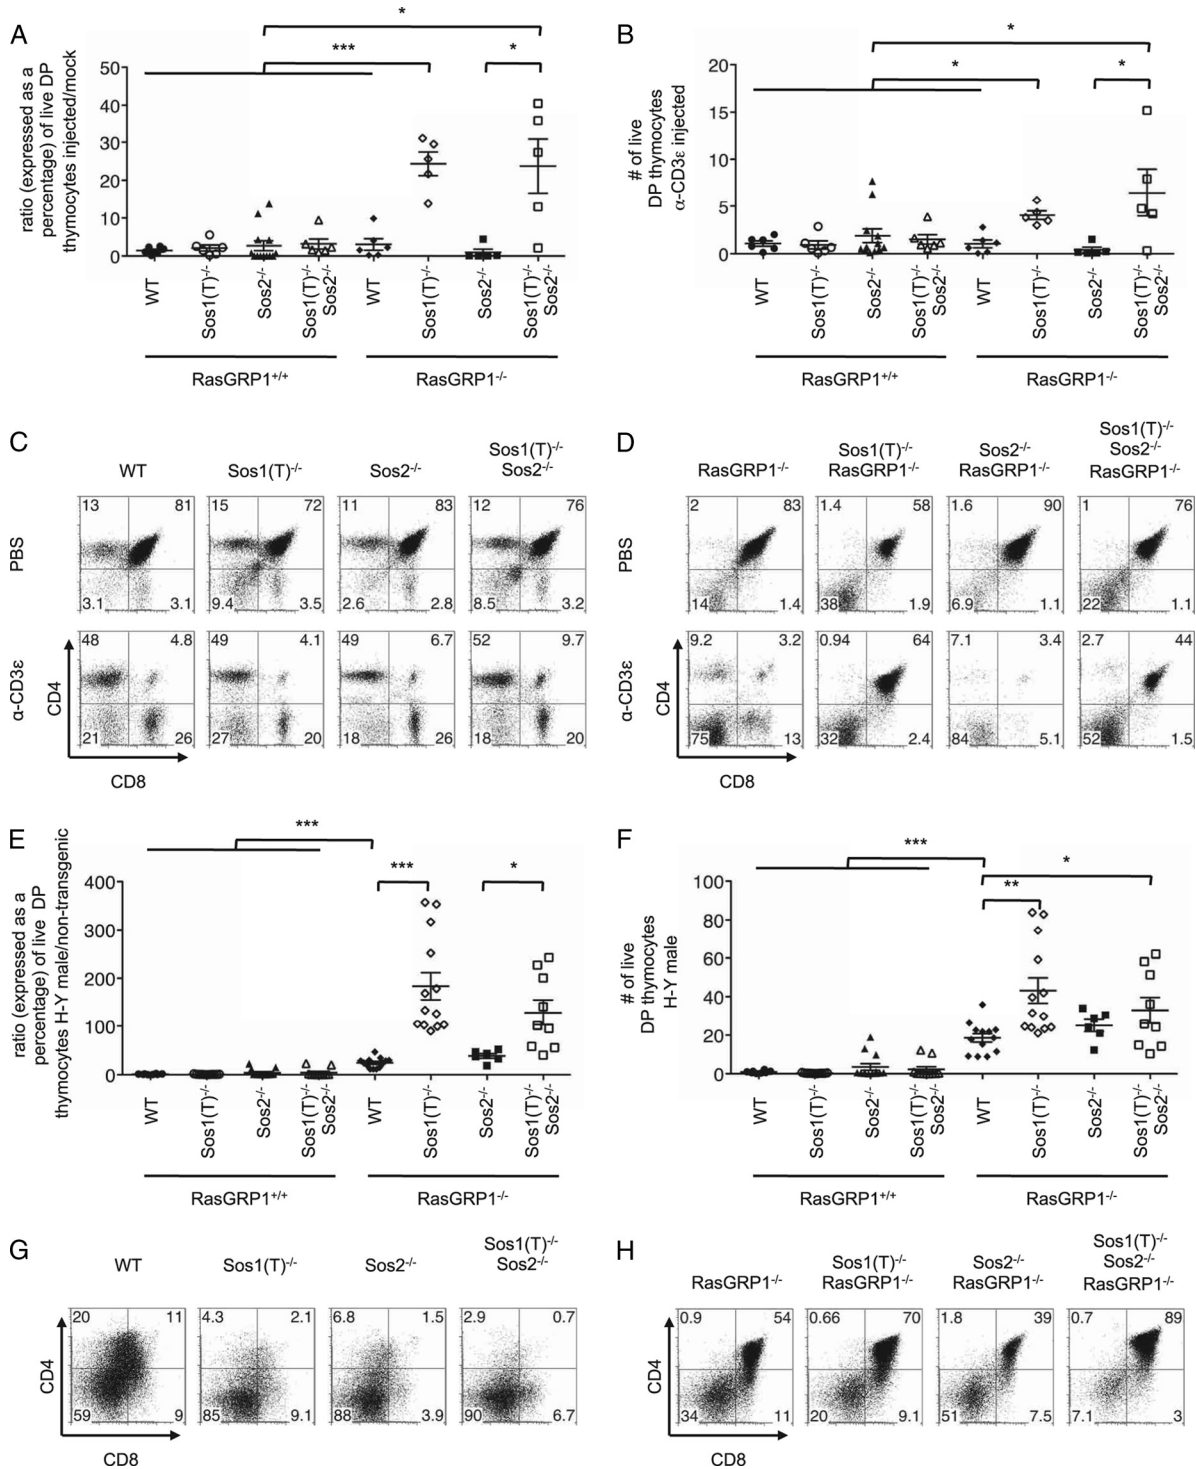 A
ratio (expressed as a
percentage) of live DP
thymocytes injected/mock
50
40
30
20
10
0
*
***
*
WT
Sos1(T)-/-
Sos2-/-
Sos1(T)-/-
Sos2-/-
WT
Sos1(T)-/-
Sos2-/-
Sos1(T)-/-
Sos2-/-
RasGRP1+/+
RasGRP1-/-
B
# of live
DP thymocytes
α-CD3ε injected
20
15
10
5
0
*
*
*
WT
Sos1(T)-/-
Sos2-/-
Sos1(T)-/-
Sos2-/-
WT
Sos1(T)-/-
Sos2-/-
Sos1(T)-/-
Sos2-/-
RasGRP1+/+
RasGRP1-/-
C
WT
Sos1(T)-/-
Sos2-/-
Sos1(T)-/-
Sos2-/-
PBS
13 81
3.1 3.1
15 72
9.4 3.5
11 83
2.6 2.8
12 76
8.5 3.2
α-CD3ε
48 4.8
21 26
49 4.1
27 20
49 6.7
18 26
52 9.7
18 20
CD4
CD8
D
RasGRP1-/-
Sos1(T)-/-
RasGRP1-/-
Sos2-/-
RasGRP1-/-
Sos1(T)-/-
Sos2-/-
RasGRP1-/-
PBS
2 83
14 1.4
1.4 58
38 1.9
1.6 90
6.9 1.1
1 76
22 1.1
α-CD3ε
9.2 3.2
75 13
0.94 64
32 2.4
7.1 3.4
84 5.1
2.7 44
52 1.5
CD4
CD8
E
ratio (expressed as a
percentage) of live DP
thymocytes H-Y male/non-transgenic
400
300
200
100
0
***
***
*
WT
Sos1(T)-/-
Sos2-/-
Sos1(T)-/-
Sos2-/-
WT
Sos1(T)-/-
Sos2-/-
Sos1(T)-/-
Sos2-/-
RasGRP1+/+
RasGRP1-/-
F
# of live
DP thymocytes
H-Y male
100
80
60
40
20
0
***
*
**
WT
Sos1(T)-/-
Sos2-/-
Sos1(T)-/-
Sos2-/-
WT
Sos1(T)-/-
Sos2-/-
Sos1(T)-/-
Sos2-/-
RasGRP1+/+
RasGRP1-/-
G
WT
Sos1(T)-/-
Sos2-/-
Sos1(T)-/-
Sos2-/-
20 11
59 9
4.3 2.1
85 9.1
6.8 1.5
88 3.9
2.9 0.7
90 6.7
CD4
CD8
H
RasGRP1-/-
Sos1(T)-/-
RasGRP1-/-
Sos2-/-
RasGRP1-/-
Sos1(T)-/-
Sos2-/-
RasGRP1-/-
0.9 54
34 11
0.66 70
20 9.1
1.8 39
51 7.5
0.7 89
7.1 3
CD4
CD8